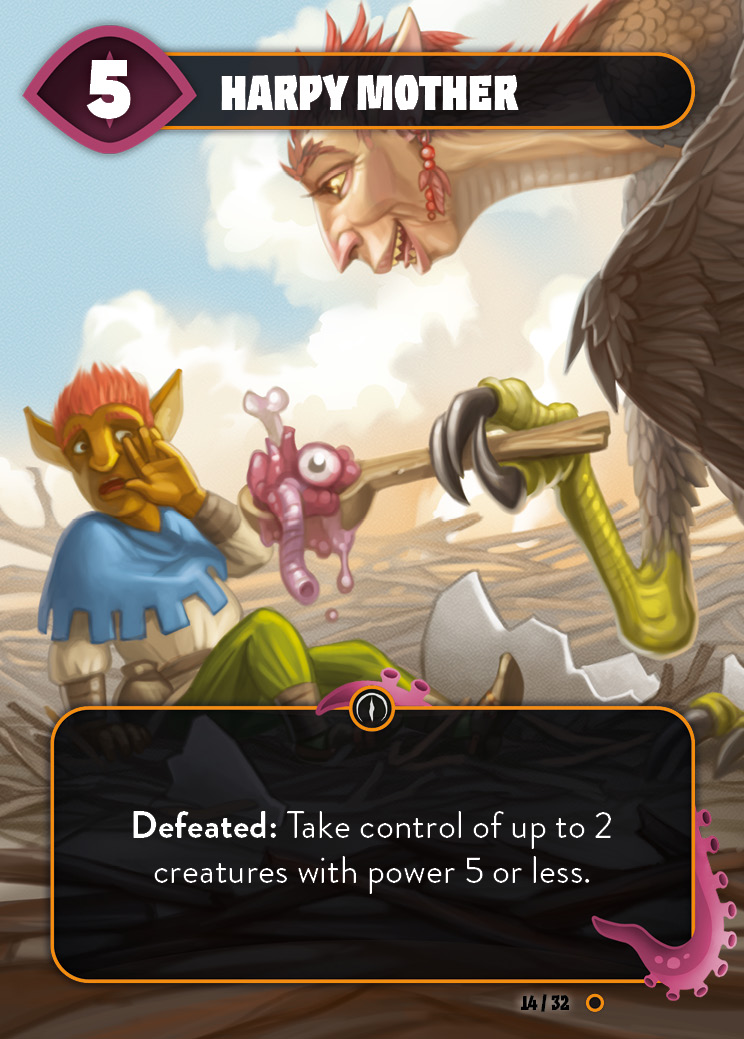 5
HARPY MOTHER
Defeated: Take control of up to 2
creatures with power 5 or less.
14 / 32